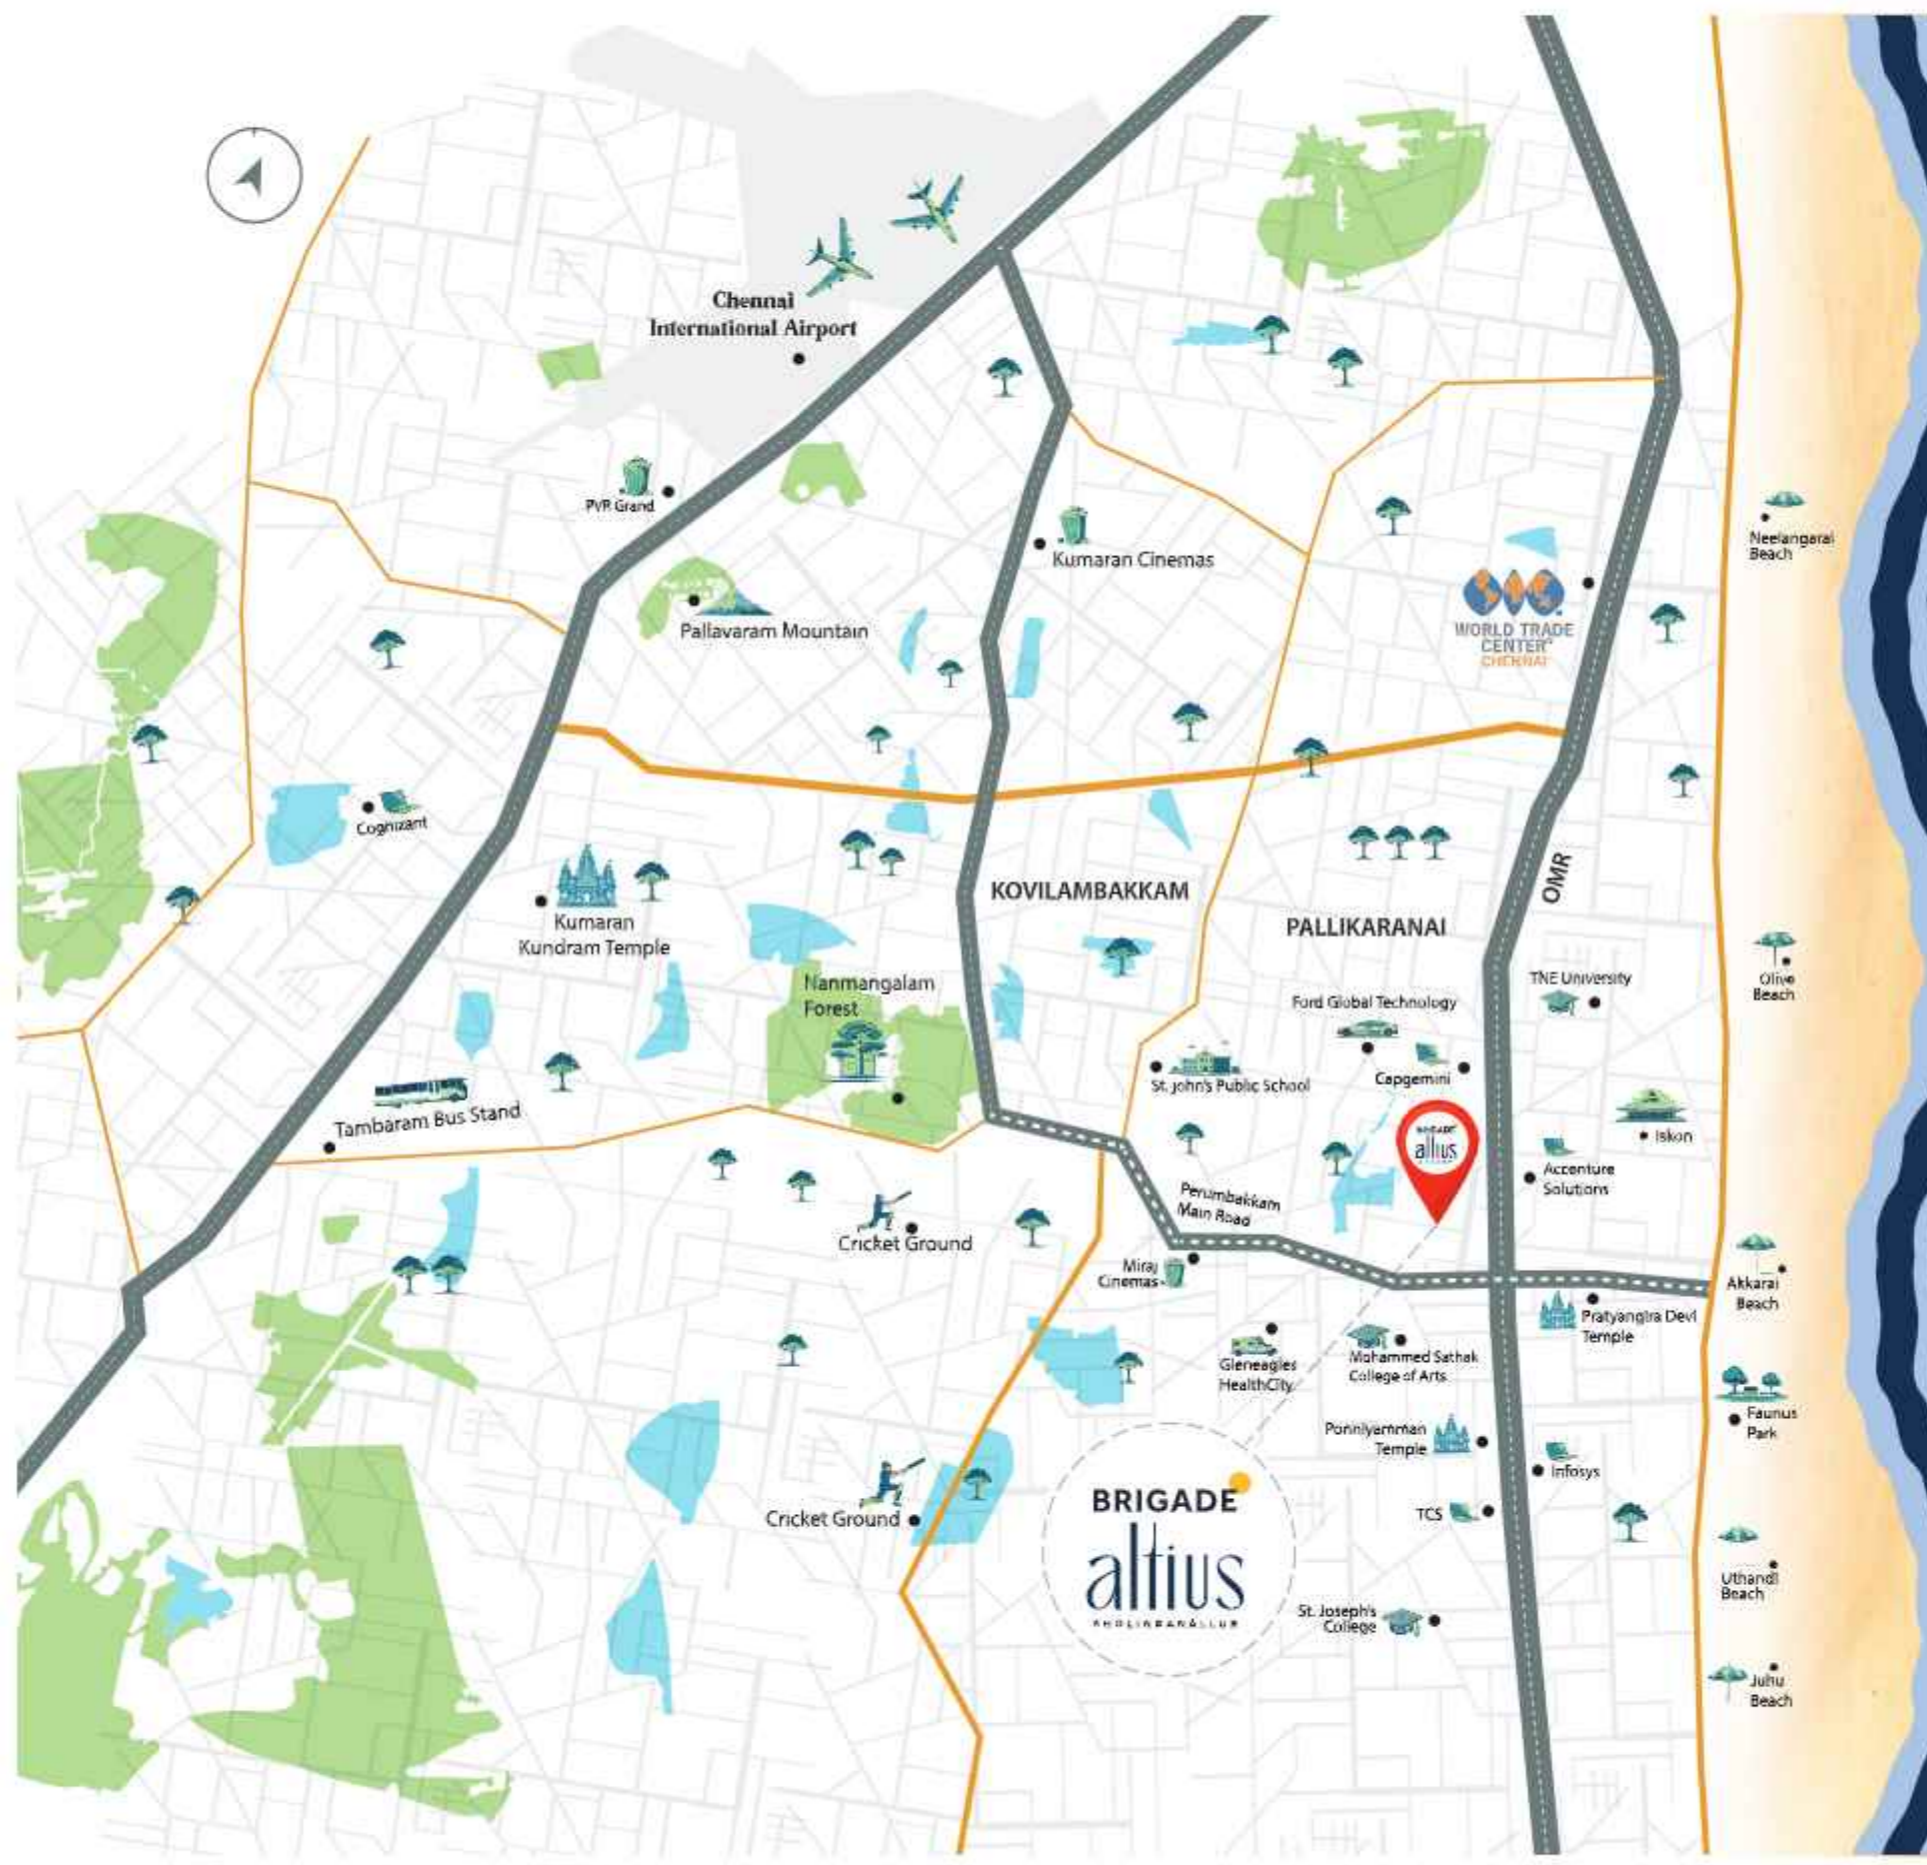 Chennai
International Airport
PVR Grand
Kumaran Cinemas
Neelangarai
Beach
Pallavaram Mountain
WORLD TRADE
CENTER®
CHENNAI
Cognizant
OMR
KOVILAMBAKKAM
Kumaran
Kundram Temple
PALLIKARANAI
Nanmangalam
Forest
TNE University
Olive
Beach
Ford Global Technology
St. John's Public School
Capgemini
Tambaram Bus Stand
BRIGADE
altius
Iskon
Accenture
Solutions
Perumbakkam
Main Road
Cricket Ground
Miraj
Cinemas
Akkarai
Beach
Pratyangira Devi
Temple
Gleneagles
HealthCity
Mohammed Sathak
College of Arts
Faunus
Park
Ponniyamman
Temple
Infosys
BRIGADE
altius
SHOLINGANALLUR
Cricket Ground
TCS
Uthandi
Beach
St. Joseph's
College
Juhu
Beach